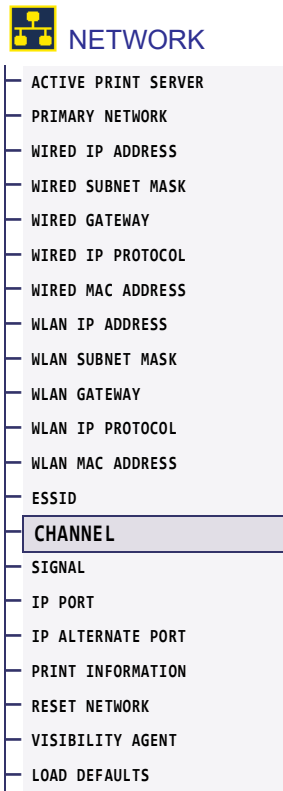 NETWORK
ACTIVE PRINT SERVER
PRIMARY NETWORK
WIRED IP ADDRESS
WIRED SUBNET MASK
WIRED GATEWAY
WIRED IP PROTOCOL
WIRED MAC ADDRESS
WLAN IP ADDRESS
WLAN SUBNET MASK
WLAN GATEWAY
WLAN IP PROTOCOL
WLAN MAC ADDRESS
ESSID
CHANNEL
SIGNAL
IP PORT
IP ALTERNATE PORT
PRINT INFORMATION
RESET NETWORK
VISIBILITY AGENT
LOAD DEFAULTS